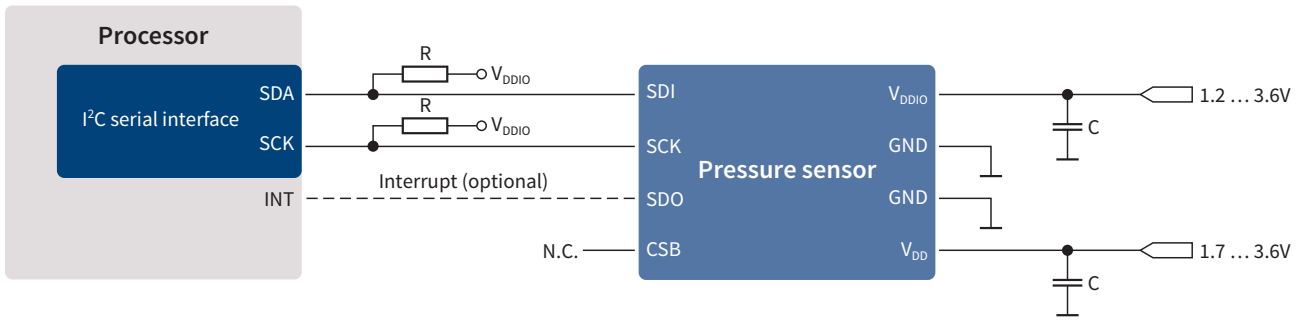 Processor
I²C serial interface
SDA
SCK
INT
R
V_DDIO
R
V_DDIO
Interrupt (optional)
N.C.
SDI
SCK
SDO
CSB
Pressure sensor
V_DDIO
GND
GND
V_DD
C
1.2 … 3.6V
C
1.7 … 3.6V